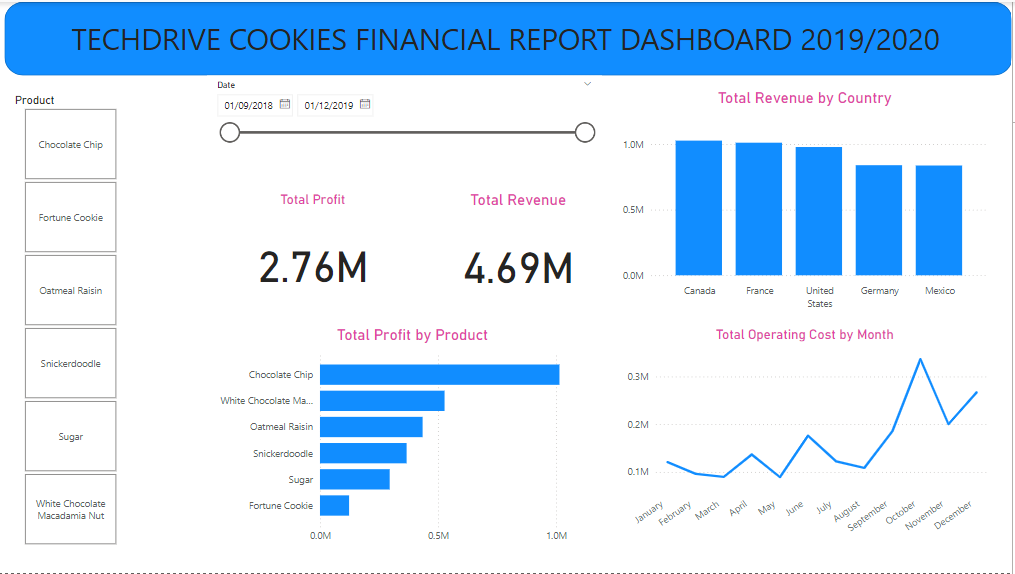 TECHDRIVE COOKIES FINANCIAL REPORT DASHBOARD 2019/2020
Product
Chocolate Chip
Fortune Cookie
Oatmeal Raisin
Snickerdoodle
Sugar
White Chocolate
Macadamia Nut
Date
01/09/2018
01/12/2019
Total Profit
2.76M
Total Revenue
4.69M
Total Revenue by Country
1.0M
0.5M
0.0M
Canada
France
United
States
Germany
Mexico
Total Profit by Product
Chocolate Chip
White Chocolate Ma...
Oatmeal Raisin
Snickerdoodle
Sugar
Fortune Cookie
0.0M
0.5M
1.0M
Total Operating Cost by Month
0.3M
0.2M
0.1M
January
February
March
April
May
June
July
August
September
October
November
December